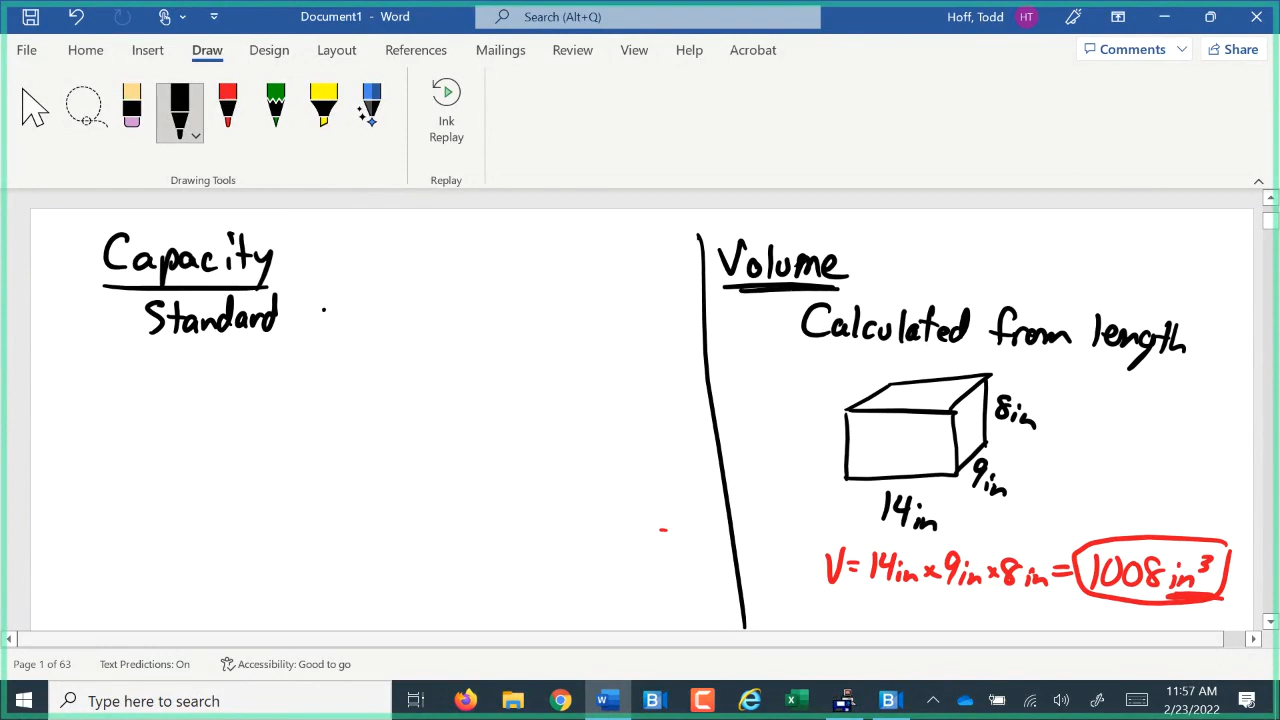 Document1 - Word
Search (Alt+Q)
Hoff, Todd
HT
File Home Insert Draw Design Layout References Mailings Review View Help Acrobat
Comments
Share
Ink
Replay
Drawing Tools
Replay
Capacity
Standard
Volume
Calculated from length
8in
9in
14in
V = 14in × 9in × 8in = 1008 in³
Page 1 of 63
Text Predictions: On
Accessibility: Good to go
Type here to search
11:57 AM
2/23/2022